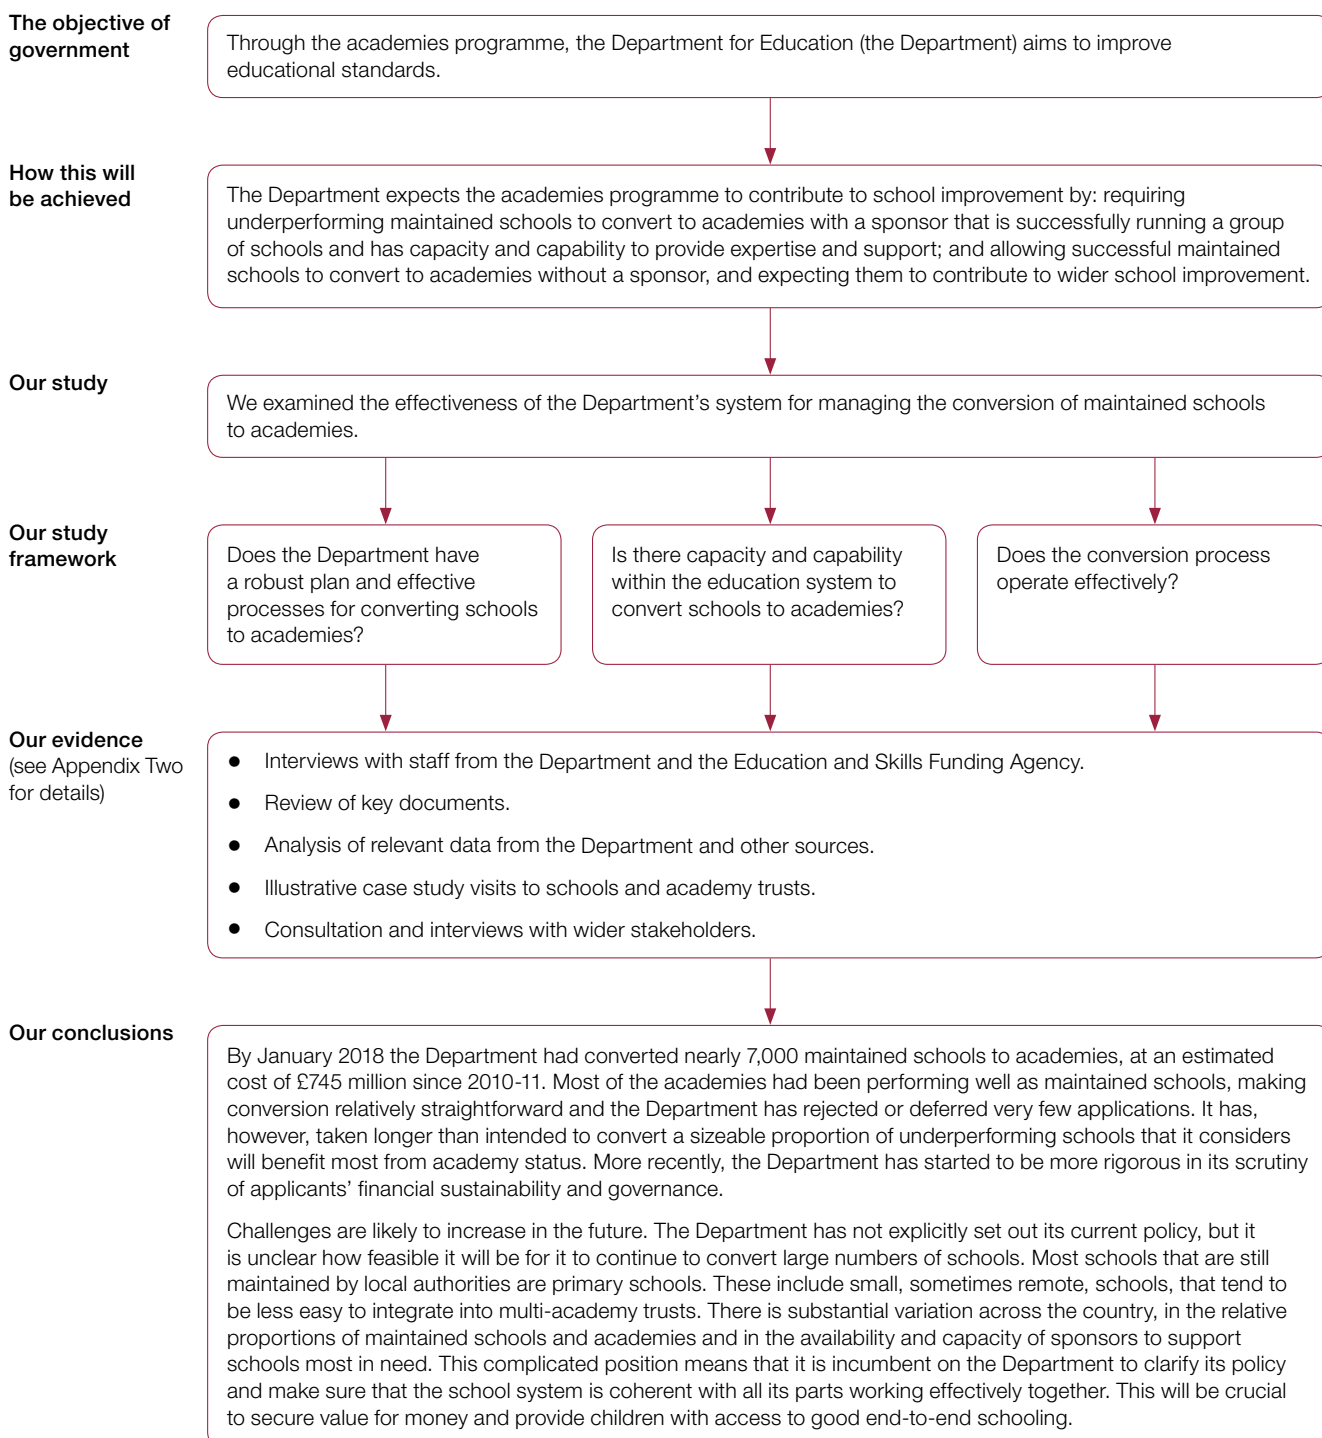 The objective of
government
Through the academies programme, the Department for Education (the Department) aims to improve
educational standards.
How this will
be achieved
The Department expects the academies programme to contribute to school improvement by: requiring
underperforming maintained schools to convert to academies with a sponsor that is successfully running a group
of schools and has capacity and capability to provide expertise and support; and allowing successful maintained
schools to convert to academies without a sponsor, and expecting them to contribute to wider school improvement.
Our study
We examined the effectiveness of the Department’s system for managing the conversion of maintained schools
to academies.
Our study
framework
Does the Department have
a robust plan and effective
processes for converting schools
to academies?
Is there capacity and capability
within the education system to
convert schools to academies?
Does the conversion process
operate effectively?
Our evidence
(see Appendix Two
for details)
● Interviews with staff from the Department and the Education and Skills Funding Agency.
● Review of key documents.
● Analysis of relevant data from the Department and other sources.
● Illustrative case study visits to schools and academy trusts.
● Consultation and interviews with wider stakeholders.
Our conclusions
By January 2018 the Department had converted nearly 7,000 maintained schools to academies, at an estimated
cost of £745 million since 2010-11. Most of the academies had been performing well as maintained schools, making
conversion relatively straightforward and the Department has rejected or deferred very few applications. It has,
however, taken longer than intended to convert a sizeable proportion of underperforming schools that it considers
will benefit most from academy status. More recently, the Department has started to be more rigorous in its scrutiny
of applicants’ financial sustainability and governance.
Challenges are likely to increase in the future. The Department has not explicitly set out its current policy, but it
is unclear how feasible it will be for it to continue to convert large numbers of schools. Most schools that are still
maintained by local authorities are primary schools. These include small, sometimes remote, schools, that tend to
be less easy to integrate into multi-academy trusts. There is substantial variation across the country, in the relative
proportions of maintained schools and academies and in the availability and capacity of sponsors to support
schools most in need. This complicated position means that it is incumbent on the Department to clarify its policy
and make sure that the school system is coherent with all its parts working effectively together. This will be crucial
to secure value for money and provide children with access to good end-to-end schooling.